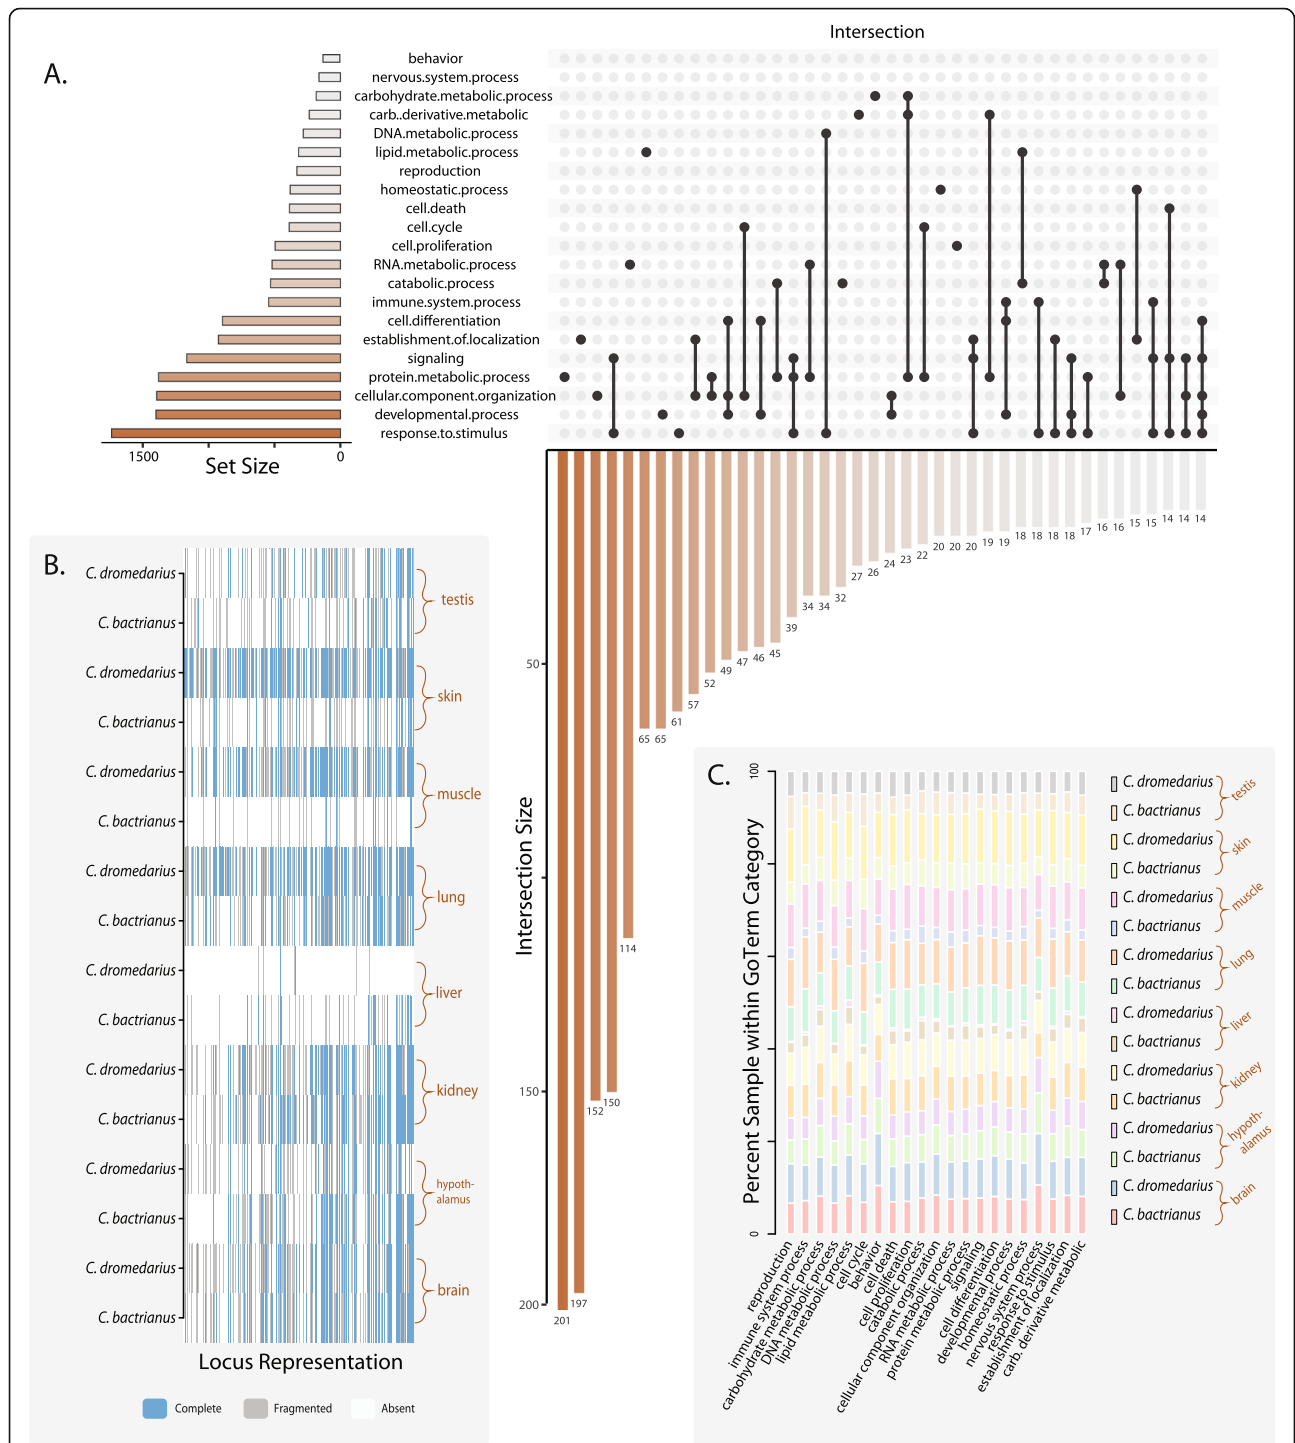 Intersection
A.
behavior
nervous.system.process
carbohydrate.metabolic.process
carb..derivative.metabolic
DNA.metabolic.process
lipid.metabolic.process
reproduction
homeostatic.process
cell.death
cell.cycle
cell.proliferation
RNA.metabolic.process
catabolic.process
immune.system.process
cell.differentiation
establishment.of.localization
signaling
protein.metabolic.process
cellular.component.organization
developmental.process
response.to.stimulus
1500 0
Set Size
Intersection Size
50
150
200
201
197
152
150
114
65
65
61
57
52
49
47
46
45
39
34
34
32
27
26
24
23
22
20
20
20
19
19
18
18
18
18
17
16
16
15
15
14
14
14
B.
C. dromedarius
C. bactrianus
testis
C. dromedarius
C. bactrianus
skin
C. dromedarius
C. bactrianus
muscle
C. dromedarius
C. bactrianus
lung
C. dromedarius
C. bactrianus
liver
C. dromedarius
C. bactrianus
kidney
C. dromedarius
C. bactrianus
hypoth-
alamus
C. dromedarius
C. bactrianus
brain
Locus Representation
Complete Fragmented Absent
C.
Percent Sample within GoTerm Category
100
0
reproduction
immune system process
carbohydrate metabolic process
DNA metabolic process
lipid metabolic process
cell cycle
behavior
cell death
cell proliferation
catabolic process
cellular component organization
RNA metabolic process
protein metabolic process
signaling
cell differentiation
developmental process
homeostatic process
nervous system process
response to stimulus
establishment of localization
carb. derivative metabolic
C. dromedarius
C. bactrianus
testis
C. dromedarius
C. bactrianus
skin
C. dromedarius
C. bactrianus
muscle
C. dromedarius
C. bactrianus
lung
C. dromedarius
C. bactrianus
liver
C. dromedarius
C. bactrianus
kidney
C. dromedarius
C. bactrianus
hypoth-
alamus
C. dromedarius
C. bactrianus
brain